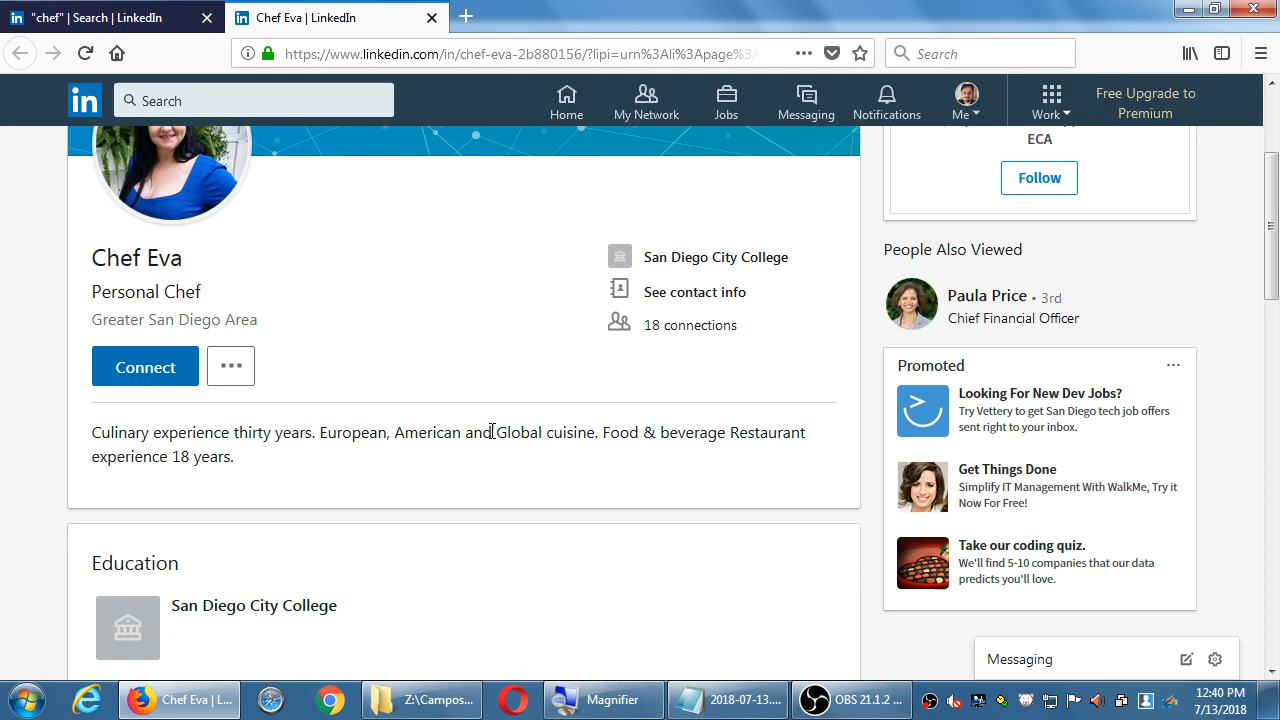 "chef" | Search | LinkedIn
Chef Eva | LinkedIn
https://www.linkedin.com/in/chef-eva-2b880156/?lipi=urn%3Ali%3Apage%3A
Search
in
Search
Home
My Network
Jobs
Messaging
Notifications
Me
Work
Free Upgrade to
Premium
ECA
Follow
Chef Eva
Personal Chef
Greater San Diego Area
San Diego City College
See contact info
18 connections
Connect
People Also Viewed
Paula Price • 3rd
Chief Financial Officer
Culinary experience thirty years. European, American and Global cuisine. Food & beverage Restaurant
experience 18 years.
Promoted
Looking For New Dev Jobs?
Try Vettery to get San Diego tech job offers
sent right to your inbox.
Get Things Done
Simplify IT Management With WalkMe, Try it
Now For Free!
Take our coding quiz.
We'll find 5-10 companies that our data
predicts you'll love.
Education
San Diego City College
Messaging
Chef Eva | L...
Z:\Campos...
Magnifier
2018-07-13....
OBS 21.1.2 ...
12:40 PM
7/13/2018